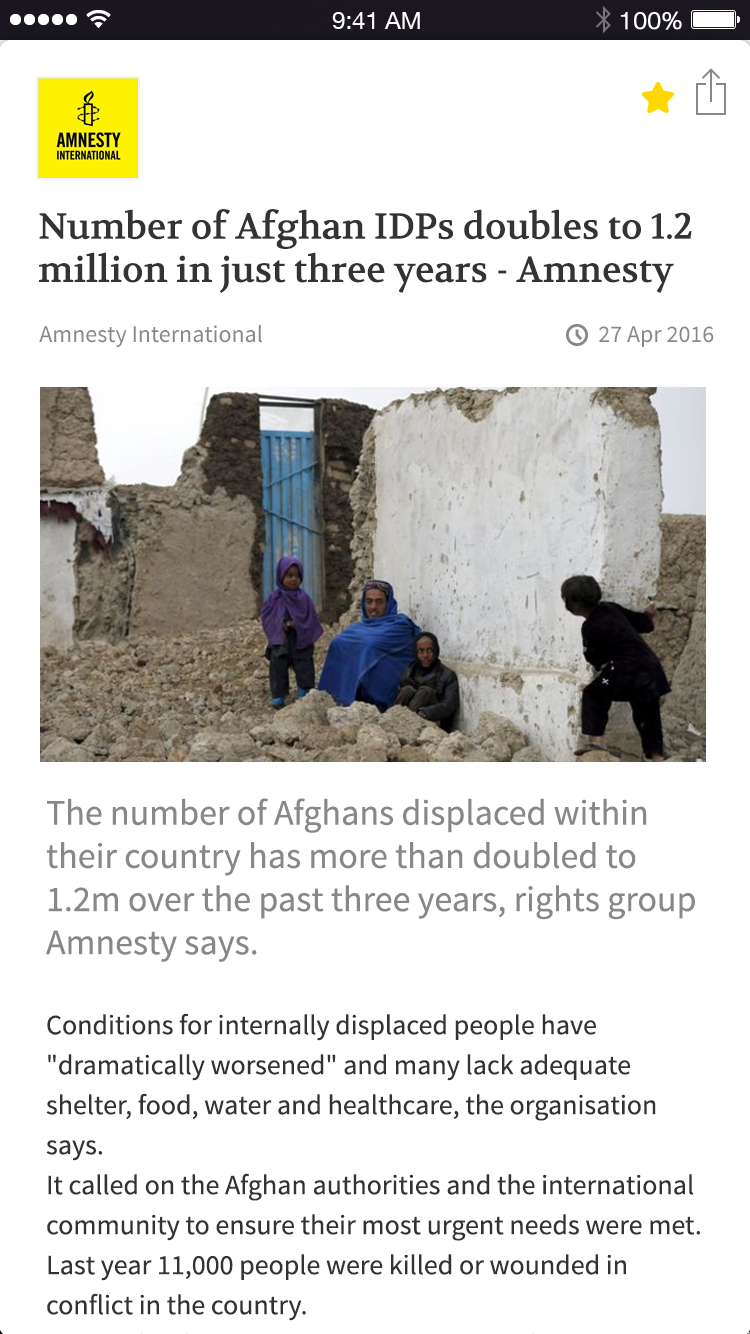 9:41 AM
100%
AMNESTY
INTERNATIONAL
Number of Afghan IDPs doubles to 1.2
million in just three years - Amnesty
Amnesty International
27 Apr 2016
The number of Afghans displaced within
their country has more than doubled to
1.2m over the past three years, rights group
Amnesty says.
Conditions for internally displaced people have
"dramatically worsened" and many lack adequate
shelter, food, water and healthcare, the organisation
says.
It called on the Afghan authorities and the international
community to ensure their most urgent needs were met.
Last year 11,000 people were killed or wounded in
conflict in the country.